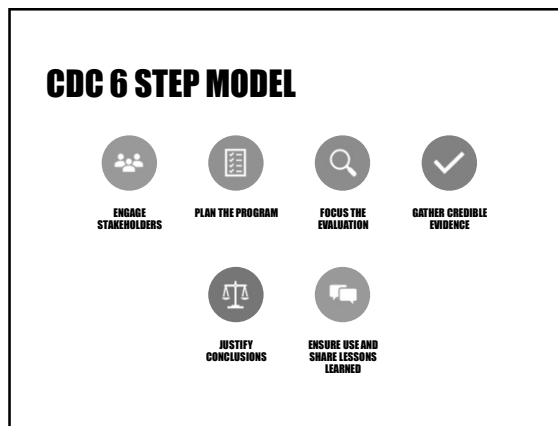 CDC 6 STEP MODEL
ENGAGE
STAKEHOLDERS
PLAN THE PROGRAM
FOCUS THE
EVALUATION
GATHER CREDIBLE
EVIDENCE
JUSTIFY
CONCLUSIONS
ENSURE USE AND
SHARE LESSONS
LEARNED